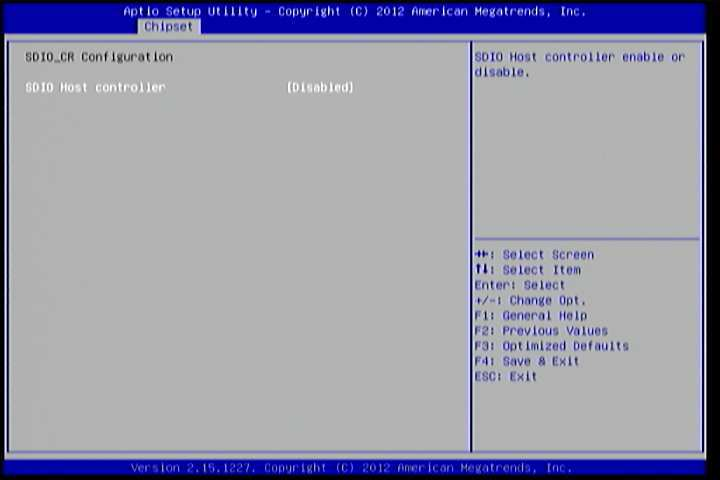 Aptio Setup Utility - Copyright (C) 2012 American Megatrends, Inc.
Chipset
SDIO_CR Configuration
SDIO Host controller [Disabled]
SDIO Host controller enable or
disable.
→←: Select Screen
↑↓: Select Item
Enter: Select
+/-: Change Opt.
F1: General Help
F2: Previous Values
F3: Optimized Defaults
F4: Save & Exit
ESC: Exit
Version 2.15.1227. Copyright (C) 2012 American Megatrends, Inc.